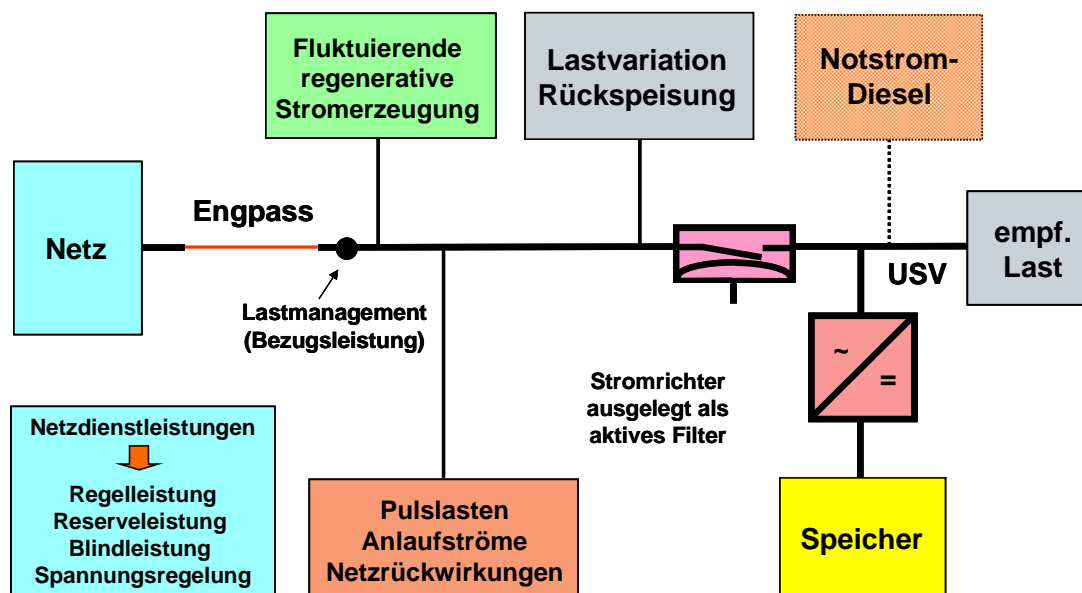 Fluktuierende
regenerative
Stromerzeugung
Lastvariation
Rückspeisung
Notstrom-
Diesel
Netz
Engpass
Lastmanagement
(Bezugsleistung)
USV
empf.
Last
~
=
Stromrichter
ausgelegt als
aktives Filter
Netzdienstleistungen
Regelleistung
Reserveleistung
Blindleistung
Spannungsregelung
Pulslasten
Anlaufströme
Netzrückwirkungen
Speicher